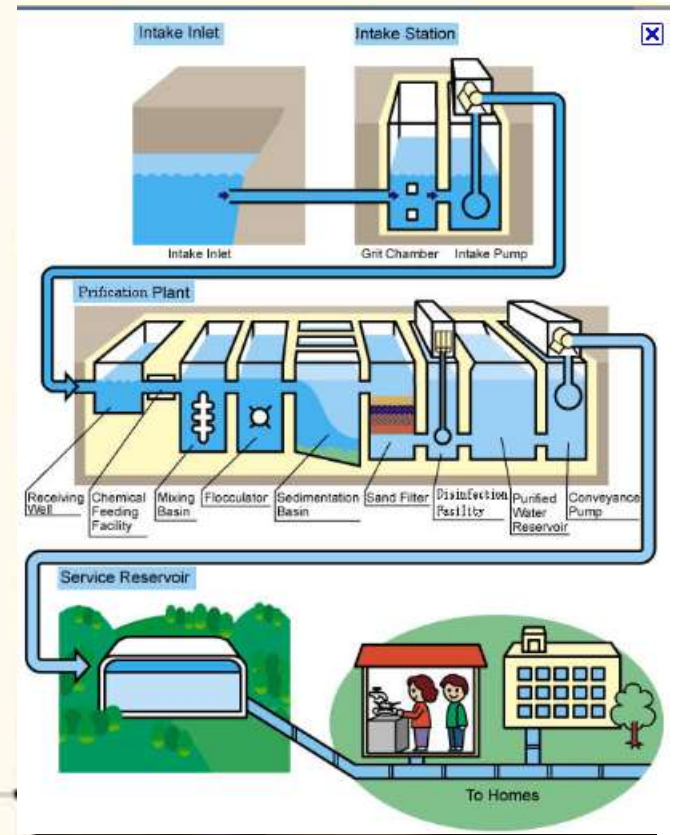 Intake Inlet
Intake Station
Intake Inlet
Grit Chamber
Intake Pump
Prification Plant
Receiving
Well
Chemical
Feeding
Facility
Mixing
Basin
Flocculator
Sedimentation
Basin
Sand Filter
Disinfection
Facility
Purified
Water
Reservoir
Conveyance
Pump
Service Reservoir
To Homes